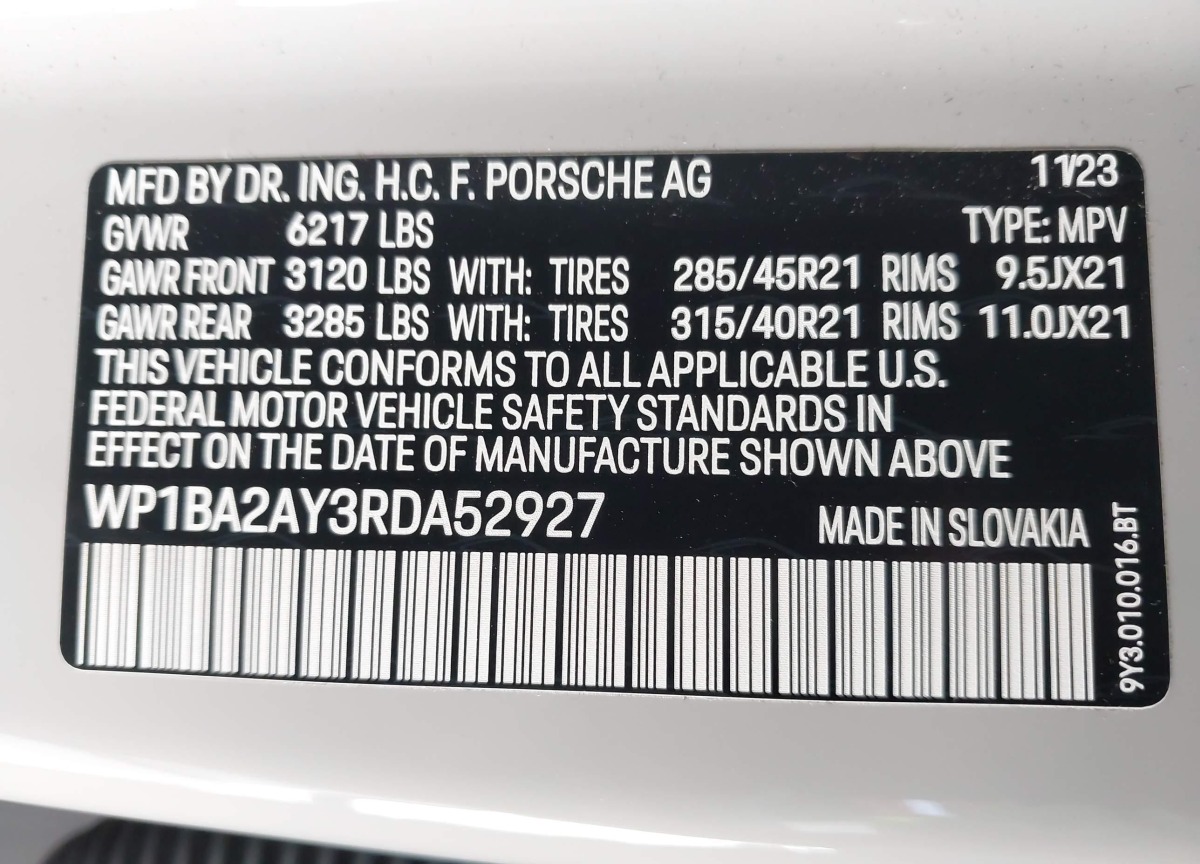 MFD BY DR. ING. H.C. F. PORSCHE AG 11/23
GVWR 6217 LBS TYPE: MPV
GAWR FRONT 3120 LBS WITH: TIRES 285/45R21 RIMS 9.5JX21
GAWR REAR 3285 LBS WITH: TIRES 315/40R21 RIMS 11.0JX21
THIS VEHICLE CONFORMS TO ALL APPLICABLE U.S.
FEDERAL MOTOR VEHICLE SAFETY STANDARDS IN
EFFECT ON THE DATE OF MANUFACTURE SHOWN ABOVE
WP1BA2AY3RDA52927 MADE IN SLOVAKIA
9Y3.010.016.BT